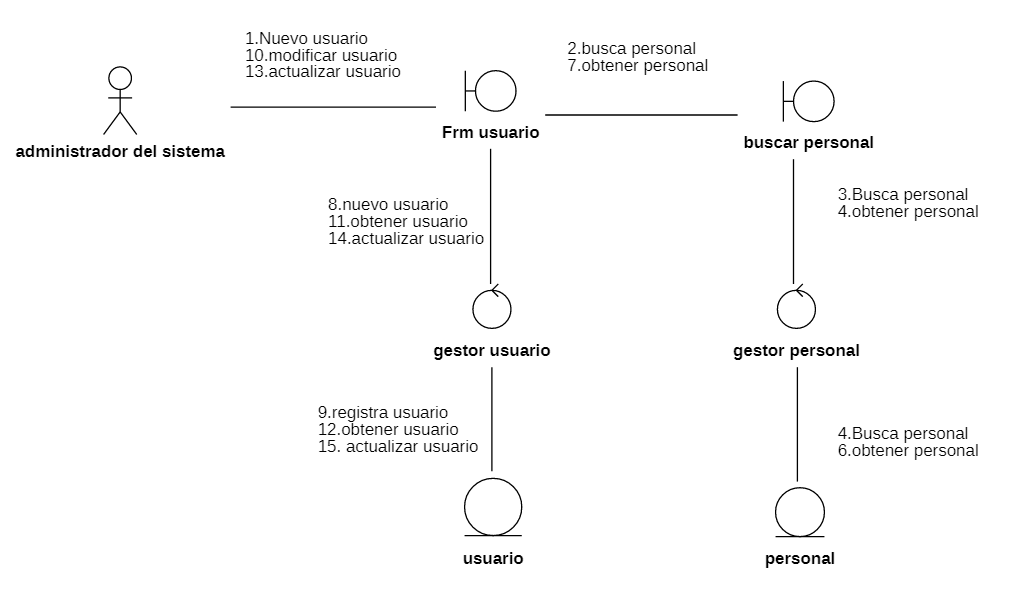 1.Nuevo usuario
10.modificar usuario
13.actualizar usuario
2.busca personal
7.obtener personal
administrador del sistema
Frm usuario
buscar personal
8.nuevo usuario
11.obtener usuario
14.actualizar usuario
3.Busca personal
4.obtener personal
gestor usuario
gestor personal
9.registra usuario
12.obtener usuario
15. actualizar usuario
4.Busca personal
6.obtener personal
usuario
personal